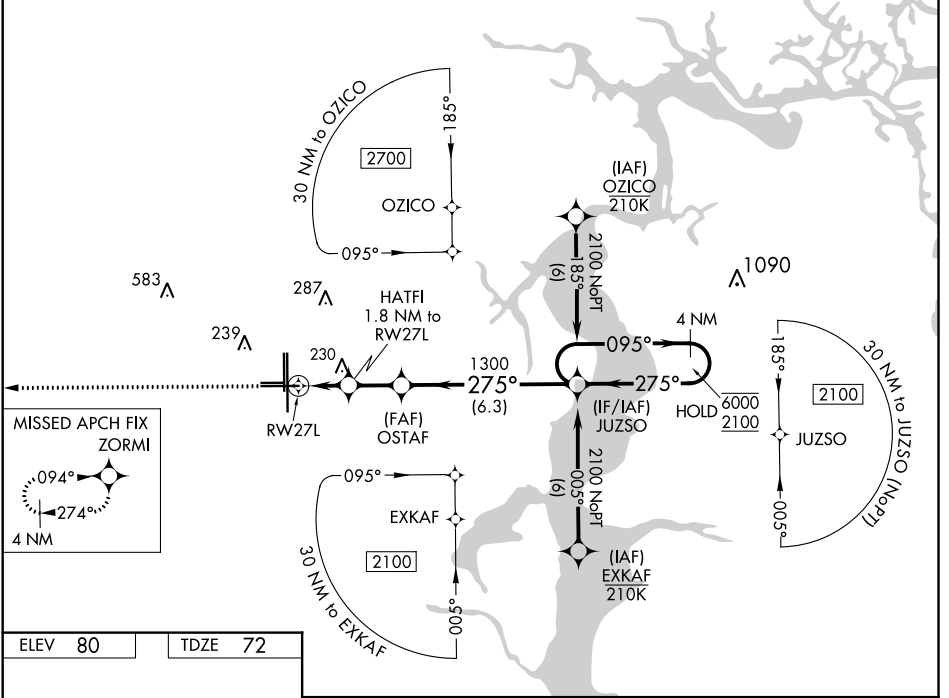 30 NM to OZICO
185°
2700
OZICO
095°
(IAF)
OZICO
210K
2100 NoPT
185°
(6)
1090
583
287
HATFI
1.8 NM to
RW27L
239
230
4 NM
095°
1300
275°
(6.3)
275°
RW27L
(FAF)
OSTAF
(IF/IAF)
JUZSO
HOLD
6000
2100
185°
30 NM to JUZSO (NoPT)
2100
JUZSO
005°
MISSED APCH FIX
ZORMI
094°
274°
4 NM
095°
EXKAF
2100
30 NM to EXKAF
005°
2100 NoPT
005°
(6)
(IAF)
EXKAF
210K
ELEV 80
TDZE 72